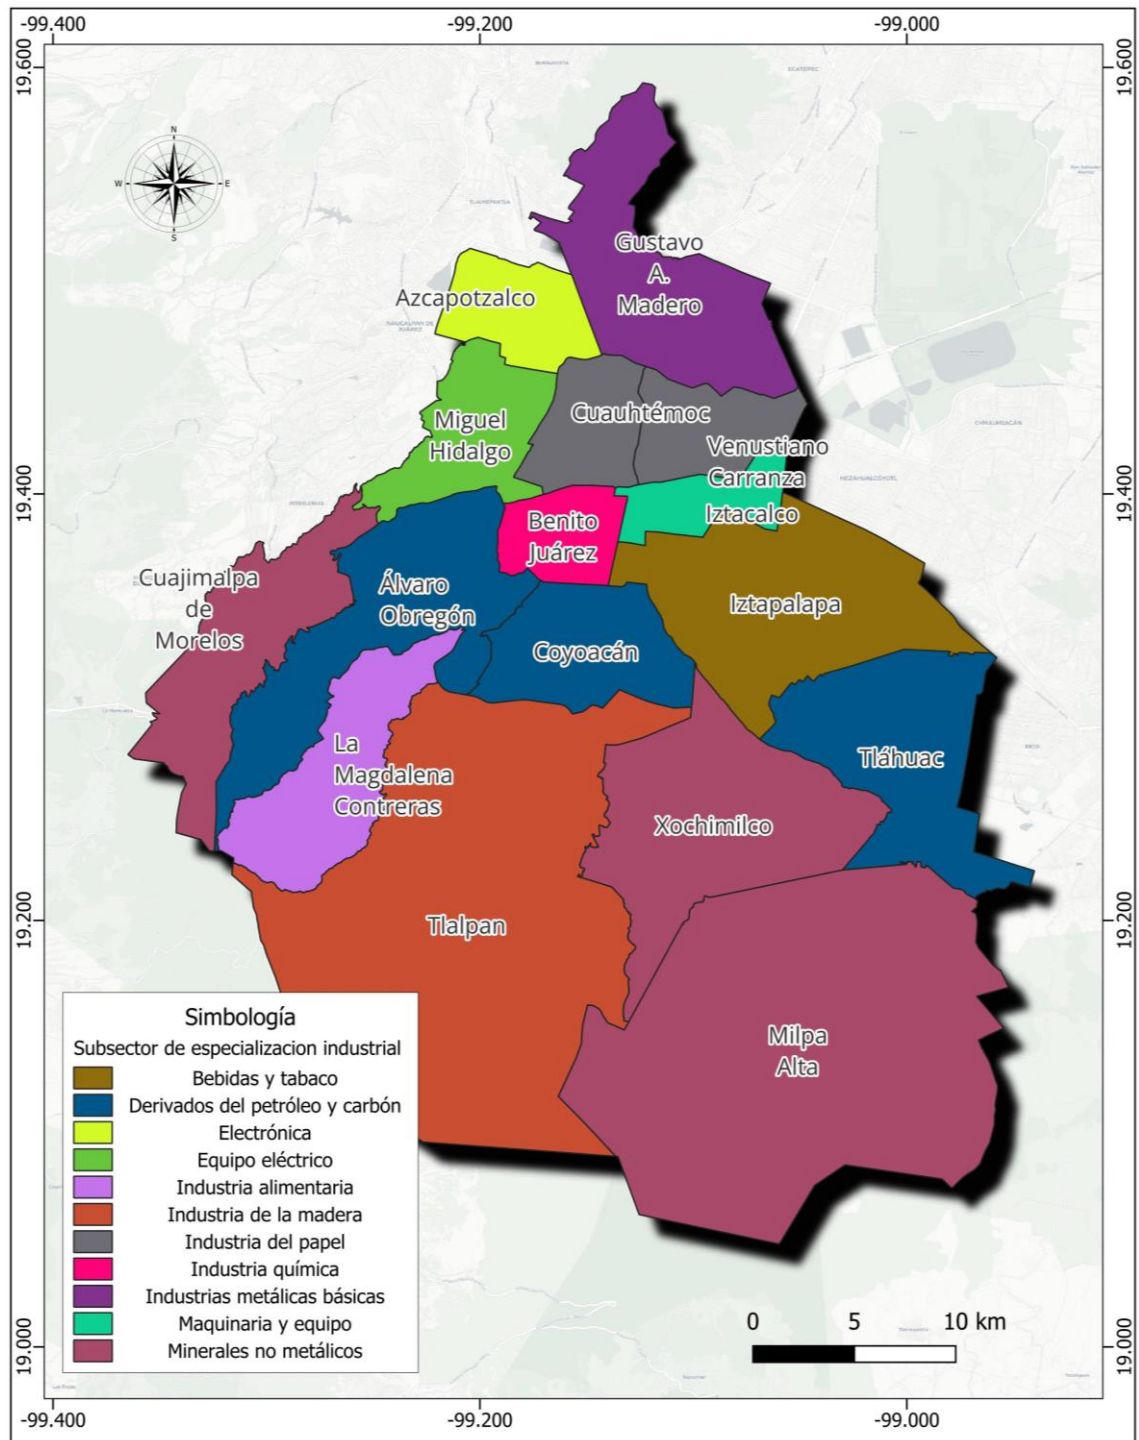 -99.400
-99.200
-99.000
19.600
19.600
N
W
E
S
Gustavo
A.
Madero
Azcapotzalco
Miguel
Hidalgo
Cuauhtémoc
Venustiano
Carranza
19.400
19.400
Iztacalco
Benito
Juárez
Cuajimalpa
de
Morelos
Álvaro
Obregón
Iztapalapa
Coyoacán
La
Magdalena
Contreras
Tláhuac
Xochimilco
19.200
19.200
Tlalpan
Milpa
Alta
Simbología
Subsector de especializacion industrial
Bebidas y tabaco
Derivados del petróleo y carbón
Electrónica
Equipo eléctrico
Industria alimentaria
Industria de la madera
Industria del papel
Industria química
Industrias metálicas básicas
Maquinaria y equipo
Minerales no metálicos
0 5 10 km
19.000
19.000
-99.400
-99.200
-99.000